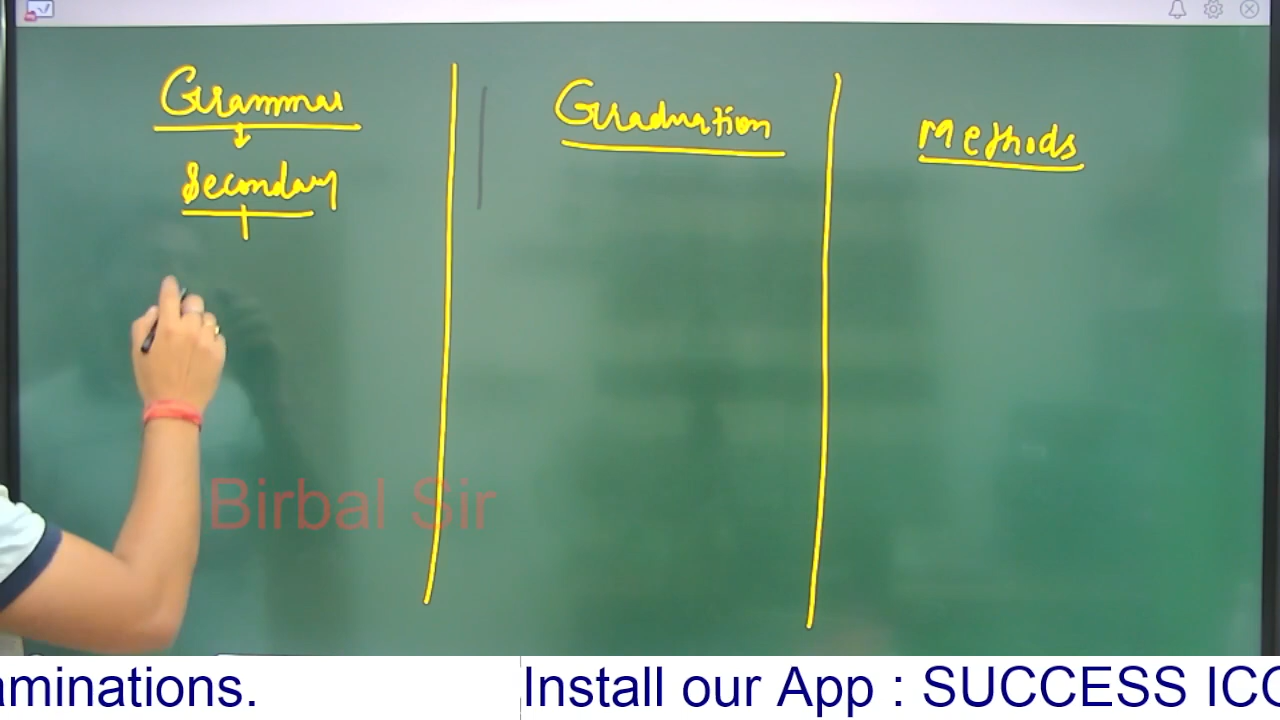 Grammar
Secondary
Graduation
Methods
Birbal Sir
aminations.
Install our App : SUCCESS ICO